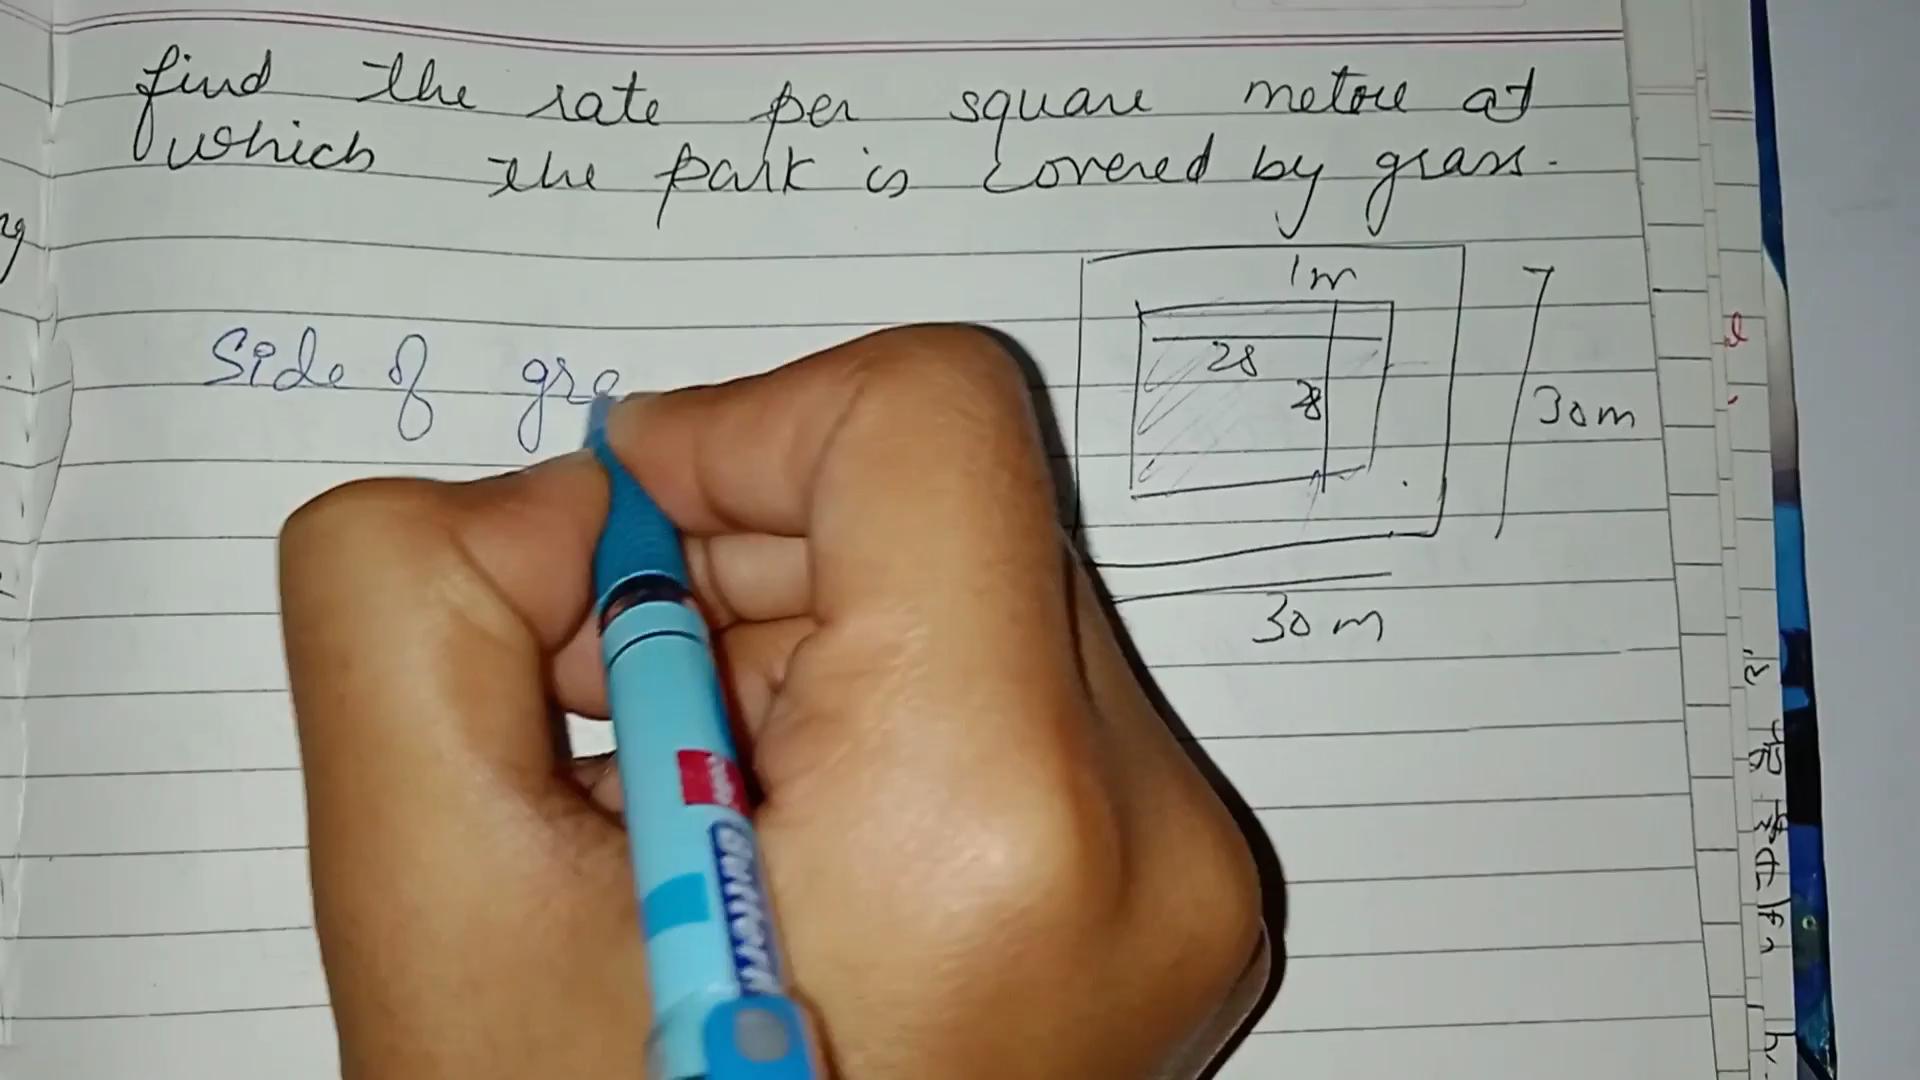 find the rate per square metre at
which the park is covered by grass.
1m
Side of gra
28
28
30m
30m